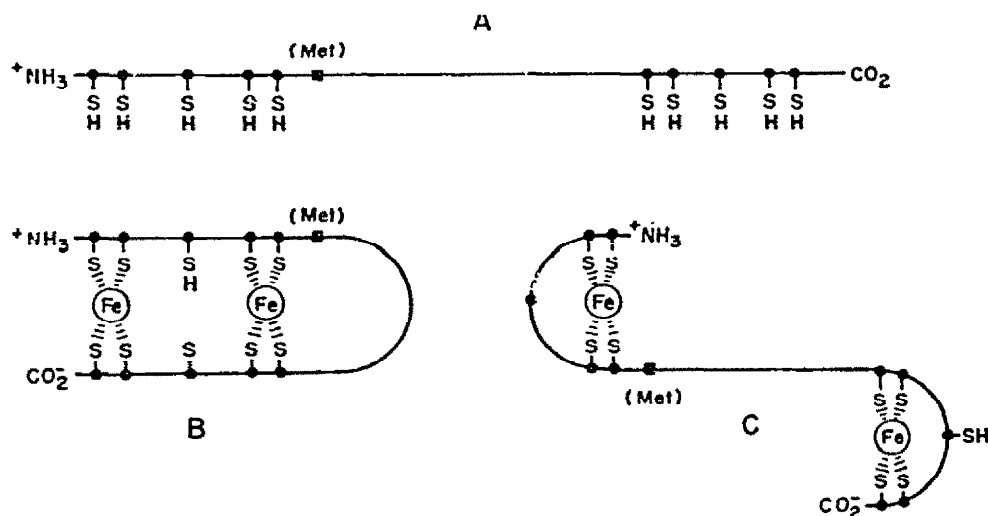 A
(Met)
+NH3 CO2
S S S S S S S S S S
H H H H H H H H H H
(Met)
+NH3
S S S S S
H
Fe Fe
S S S S S
CO2-
B
+NH3
S S
Fe
S S
(Met)
C
S S
Fe SH
S S
CO2-